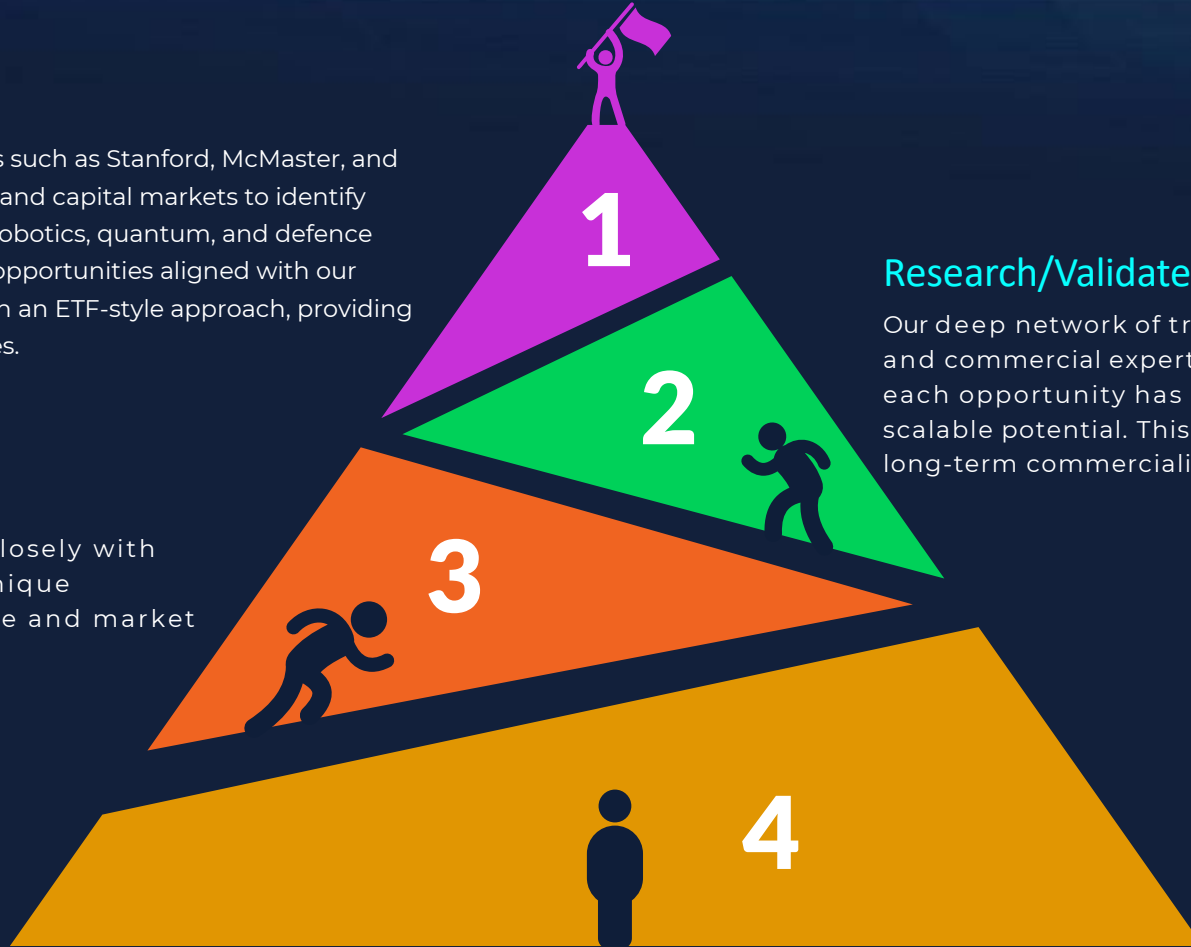 s such as Stanford, McMaster, and
and capital markets to identify
obotics, quantum, and defence
opportunities aligned with our
n an ETF-style approach, providing
es.
1
Research/Validate
Our deep network of tr
and commercial expert
each opportunity has
scalable potential. This
long-term commerciali
2
losely with
nique
e and market
3
4